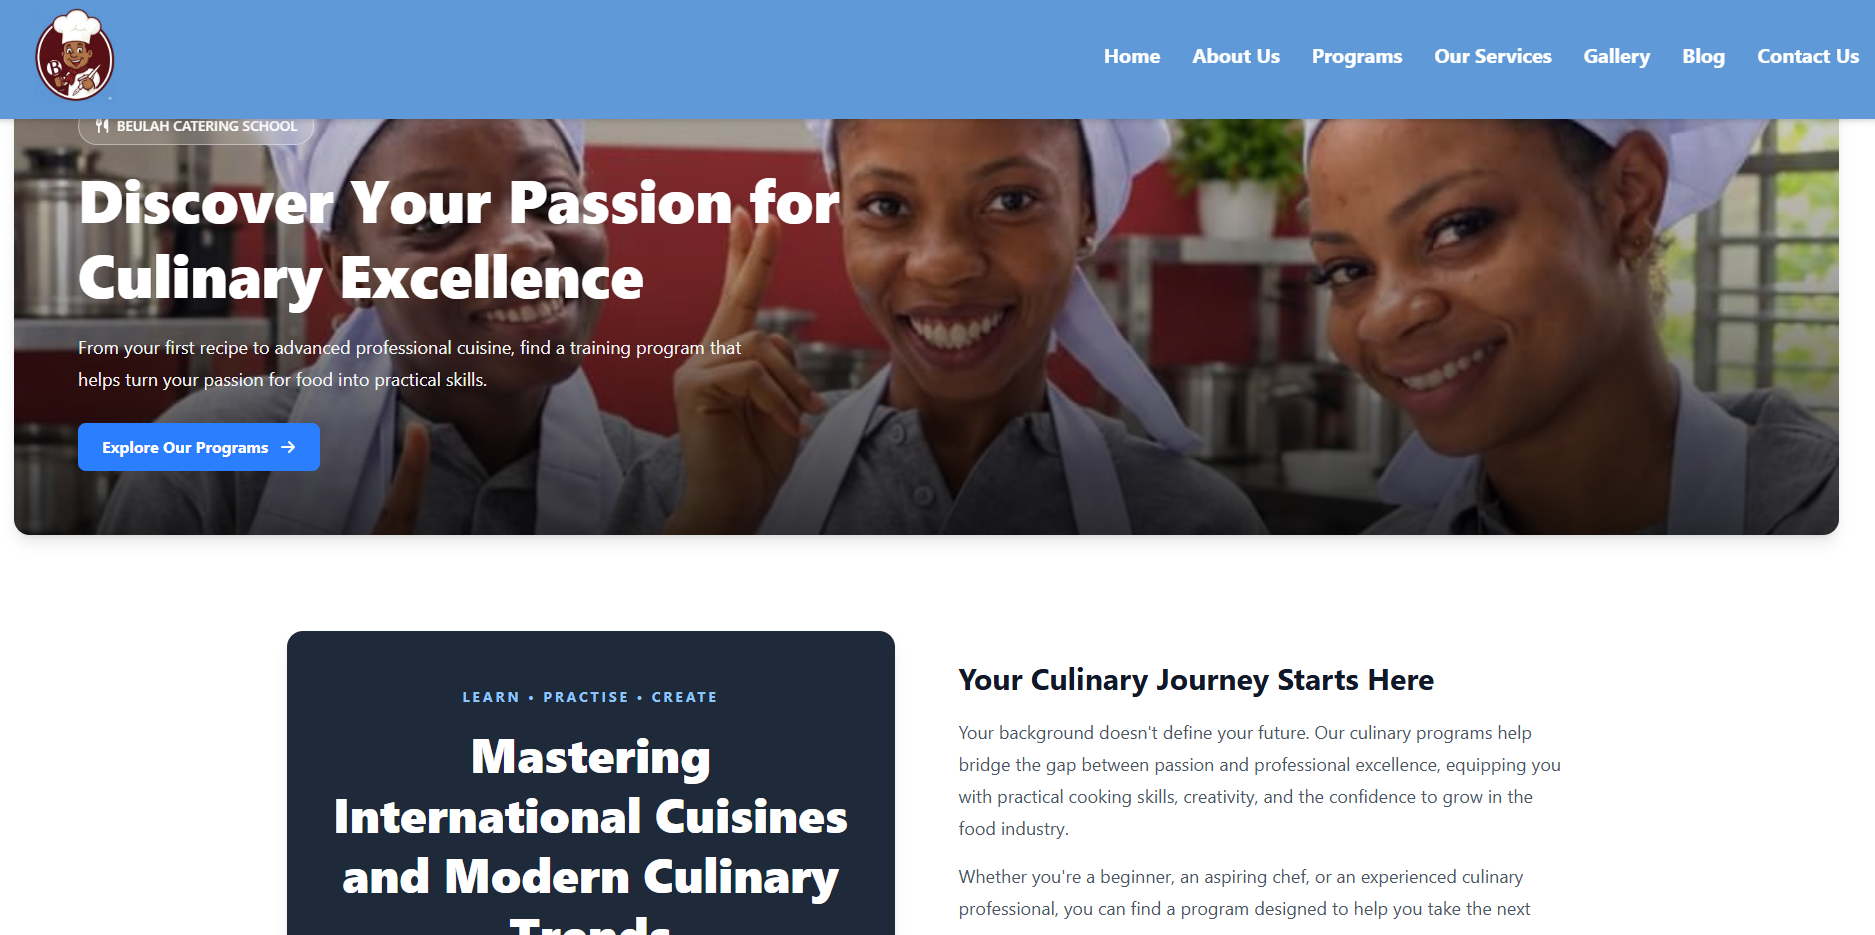 B
Home
About Us
Programs
Our Services
Gallery
Blog
Contact Us
BEULAH CATERING SCHOOL
Discover Your Passion for
Culinary Excellence
From your first recipe to advanced professional cuisine, find a training program that
helps turn your passion for food into practical skills.
Explore Our Programs →
LEARN • PRACTISE • CREATE
Mastering
International Cuisines
and Modern Culinary
Trends
Your Culinary Journey Starts Here
Your background doesn't define your future. Our culinary programs help
bridge the gap between passion and professional excellence, equipping you
with practical cooking skills, creativity, and the confidence to grow in the
food industry.
Whether you're a beginner, an aspiring chef, or an experienced culinary
professional, you can find a program designed to help you take the next